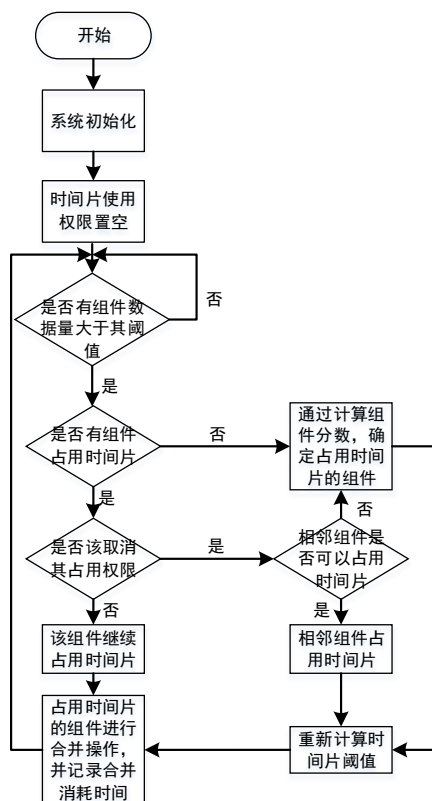 开始
系统初始化
时间片使用
权限置空
是否有组件数
据量大于其阈
值
否
是
是否有组件
占用时间片
否
通过计算组
件分数，确
定占用时间
片的组件
是
否
是否该取消
其占用权限
是
相邻组件是
否可以占用
时间片
否
是
该组件继续
占用时间片
相邻组件占
用时间片
占用时间片
的组件进行
合并操作，
并记录合并
消耗时间
重新计算时
间片阈值